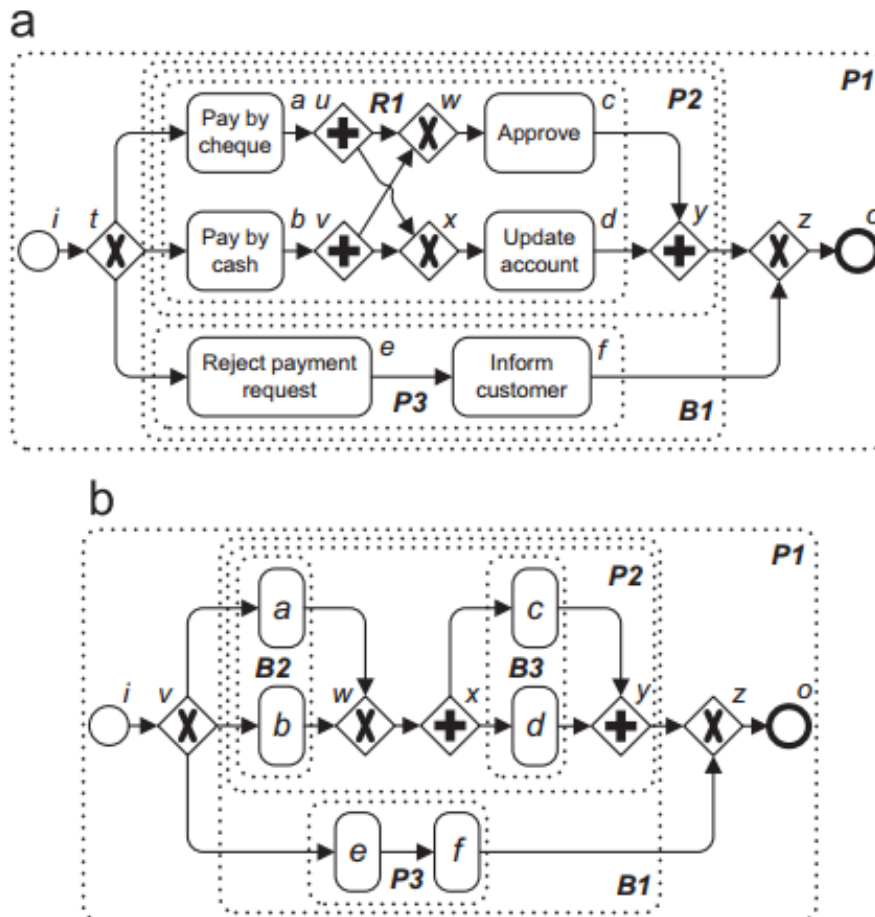 a
P1
a u R1 w c P2
Pay by
cheque
Approve
i t b v x d y z o
Pay by
cash
Update
account
e f
Reject payment
request
Inform
customer
P3 B1
b
P1
P2
a c
B2 B3
i v w x y z o
b d
e f
P3 B1